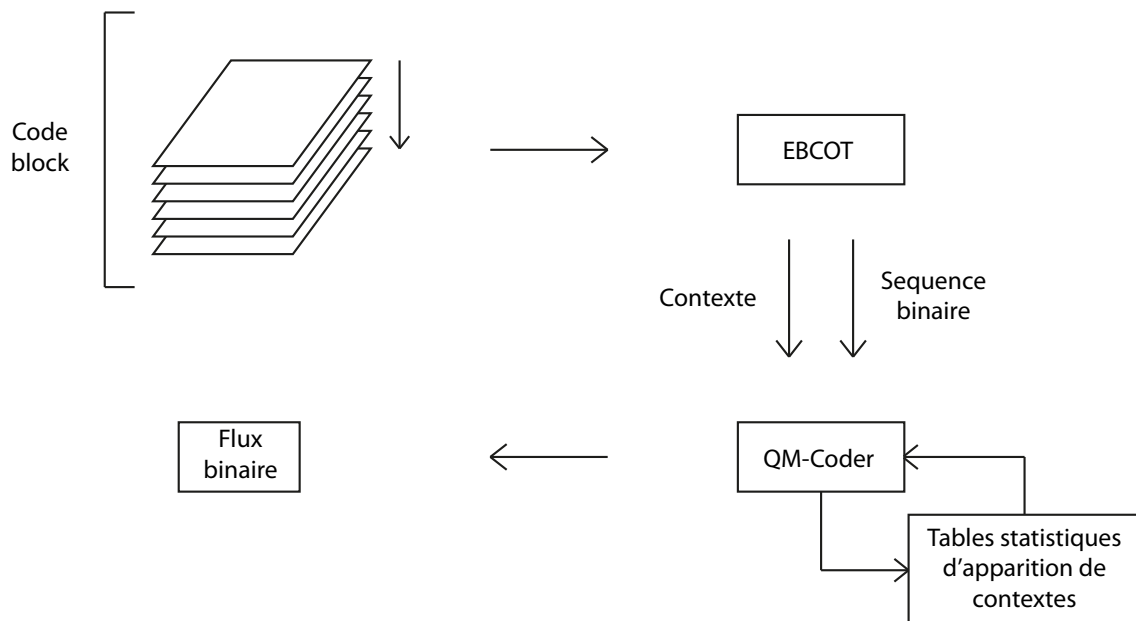 Code
block
EBCOT
Contexte
Sequence
binaire
Flux
binaire
QM-Coder
Tables statistiques
d'apparition de
contextes